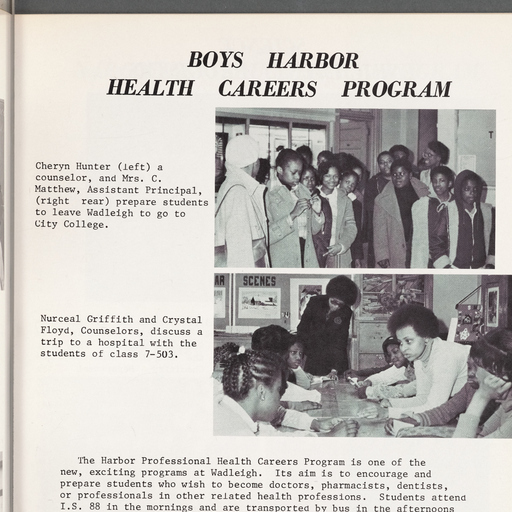 BOYS HARBOR
HEALTH CAREERS PROGRAM
Cheryn Hunter (left) a
counselor, and Mrs. C.
Matthew, Assistant Principal,
(right rear) prepare students
to leave Wadleigh to go to
City College.
SCENES
Nurceal Griffith and Crystal
Floyd, Counselors, discuss a
trip to a hospital with the
students of class 7-503.
The Harbor Professional Health Careers Program is one of the
new, exciting programs at Wadleigh. Its aim is to encourage and
prepare students who wish to become doctors, pharmacists, dentists,
or professionals in other related health professions. Students attend
I.S. 88 in the mornings and are transported by bus in the afternoons